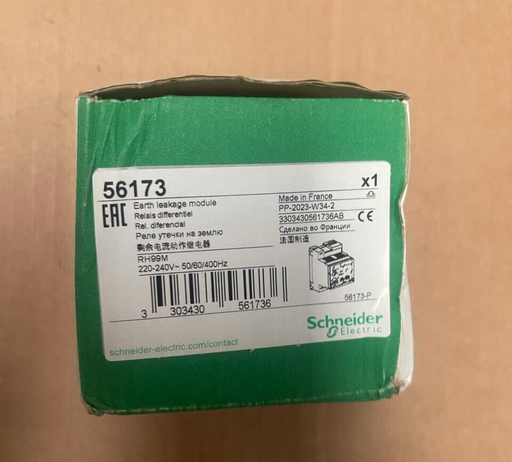 56173
x1
EAC
Earth leakage module
Relais différentiel
Rel. diferencial
Реле утечки на землю
剩余电流动作继电器
RH99M
220-240V~ 50/60/400Hz
Made in France
PP-2023-W34-2
3303430561736AB
CE
Сделано во Франции
法国制造
56173-P
3 303430 561736
Schneider
Electric
schneider-electric.com/contact